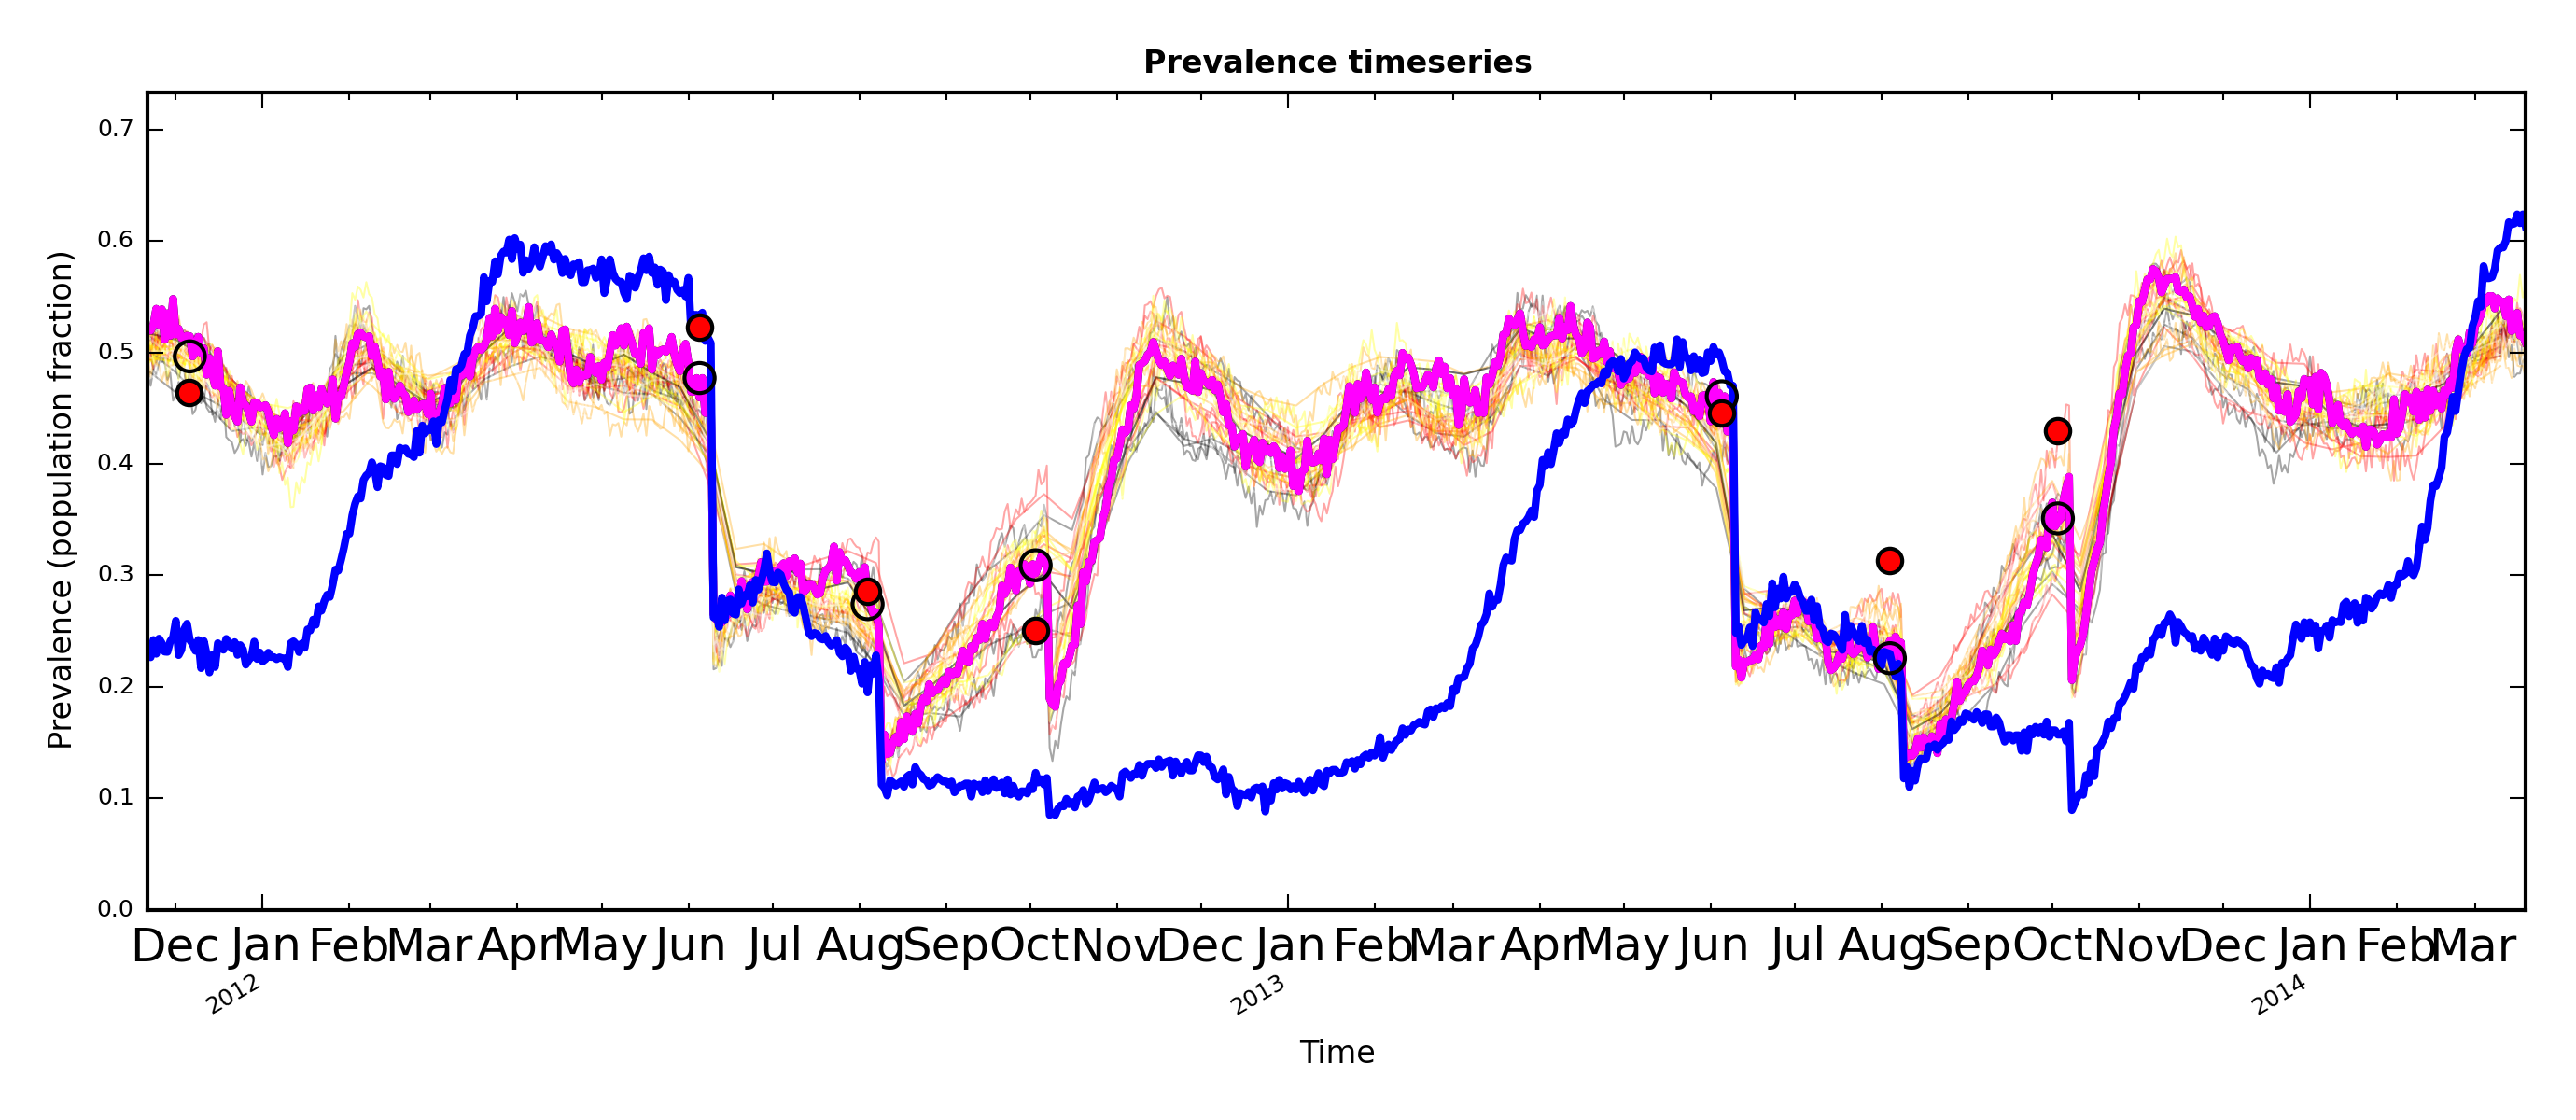 Prevalence timeseries
Prevalence (population fraction)
0.7
0.6
0.5
0.4
0.3
0.2
0.1
0.0
Dec Jan Feb Mar Apr May Jun Jul Aug Sep Oct Nov Dec Jan Feb Mar Apr May Jun Jul Aug Sep Oct Nov Dec Jan Feb Mar
2012 2013 2014
Time